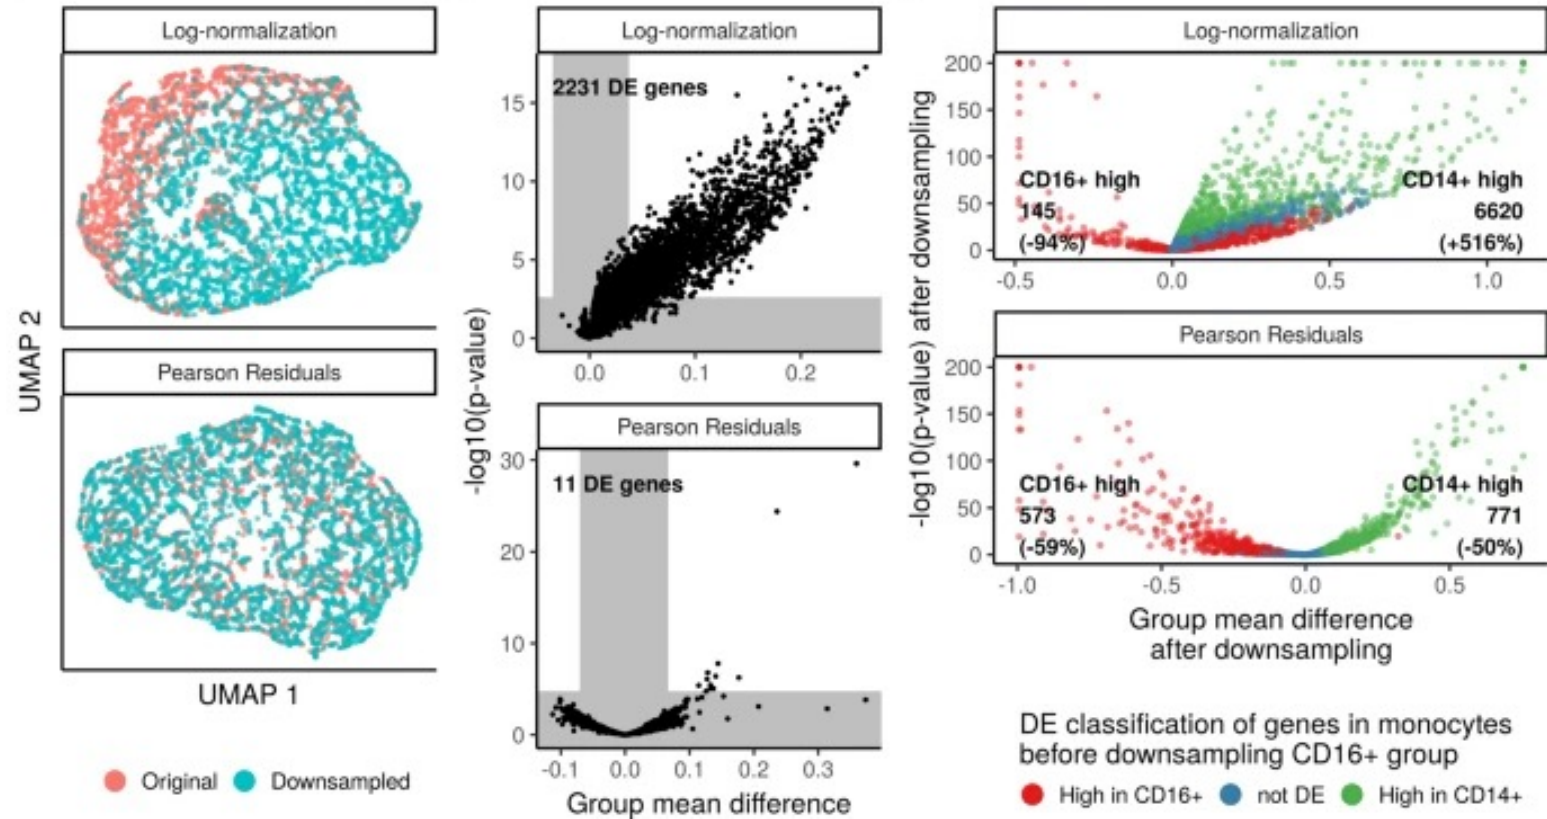 Log-normalization
Pearson Residuals
UMAP 2
UMAP 1
Original
Downsampled
Log-normalization
2231 DE genes
15
10
5
0
0.0
0.1
0.2
-log10(p-value)
Pearson Residuals
11 DE genes
30
20
10
0
-0.1
0.0
0.1
0.2
0.3
Group mean difference
Log-normalization
200
150
100
50
0
CD16+ high
145
(-94%)
CD14+ high
6620
(+516%)
-0.5
0.0
0.5
1.0
-log10(p-value) after downsampling
Pearson Residuals
200
150
100
50
0
CD16+ high
573
(-59%)
CD14+ high
771
(-50%)
-1.0
-0.5
0.0
0.5
Group mean difference
after downsampling
DE classification of genes in monocytes
before downsampling CD16+ group
High in CD16+
not DE
High in CD14+